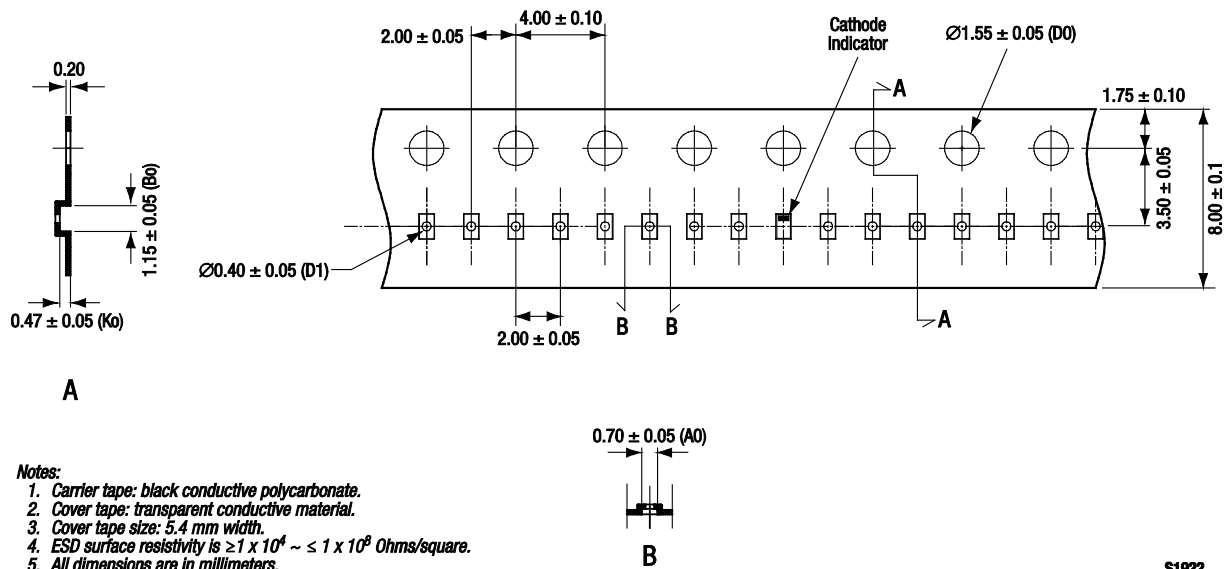 4.00 ± 0.10
2.00 ± 0.05
Cathode
Indicator
Ø1.55 ± 0.05 (D0)
0.20
A
1.75 ± 0.10
1.15 ± 0.05 (Bo)
3.50 ± 0.05
8.00 ± 0.1
Ø0.40 ± 0.05 (D1)
0.47 ± 0.05 (Ko)
B
B
A
2.00 ± 0.05
A
0.70 ± 0.05 (A0)
Notes:
1. Carrier tape: black conductive polycarbonate.
2. Cover tape: transparent conductive material.
3. Cover tape size: 5.4 mm width.
4. ESD surface resistivity is ≥1 x 10⁴ ~ ≤ 1 x 10⁸ Ohms/square.
5. All dimensions are in millimeters.
B
S1922